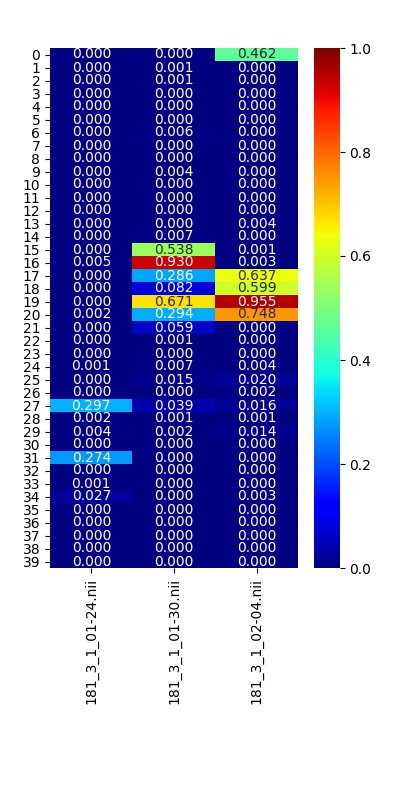 0 0.000 0.000 0.462
1 0.000 0.001 0.000
2 0.000 0.001 0.000
3 0.000 0.000 0.000
4 0.000 0.000 0.000
5 0.000 0.000 0.000
6 0.000 0.006 0.000
7 0.000 0.000 0.000
8 0.000 0.000 0.000
9 0.000 0.004 0.000
10 0.000 0.000 0.000
11 0.000 0.000 0.000
12 0.000 0.000 0.000
13 0.000 0.000 0.004
14 0.000 0.007 0.000
15 0.000 0.538 0.001
16 0.005 0.930 0.003
17 0.000 0.286 0.637
18 0.000 0.082 0.599
19 0.000 0.671 0.955
20 0.002 0.294 0.748
21 0.000 0.059 0.000
22 0.000 0.001 0.000
23 0.000 0.000 0.000
24 0.001 0.007 0.004
25 0.000 0.015 0.020
26 0.000 0.000 0.002
27 0.297 0.039 0.016
28 0.002 0.001 0.001
29 0.004 0.002 0.014
30 0.000 0.000 0.000
31 0.274 0.000 0.000
32 0.000 0.000 0.000
33 0.001 0.000 0.000
34 0.027 0.000 0.003
35 0.000 0.000 0.000
36 0.000 0.000 0.000
37 0.000 0.000 0.000
38 0.000 0.000 0.000
39 0.000 0.000 0.000
181_3_1_01-24.nii
181_3_1_01-30.nii
181_3_1_02-04.nii
1.0
0.8
0.6
0.4
0.2
0.0